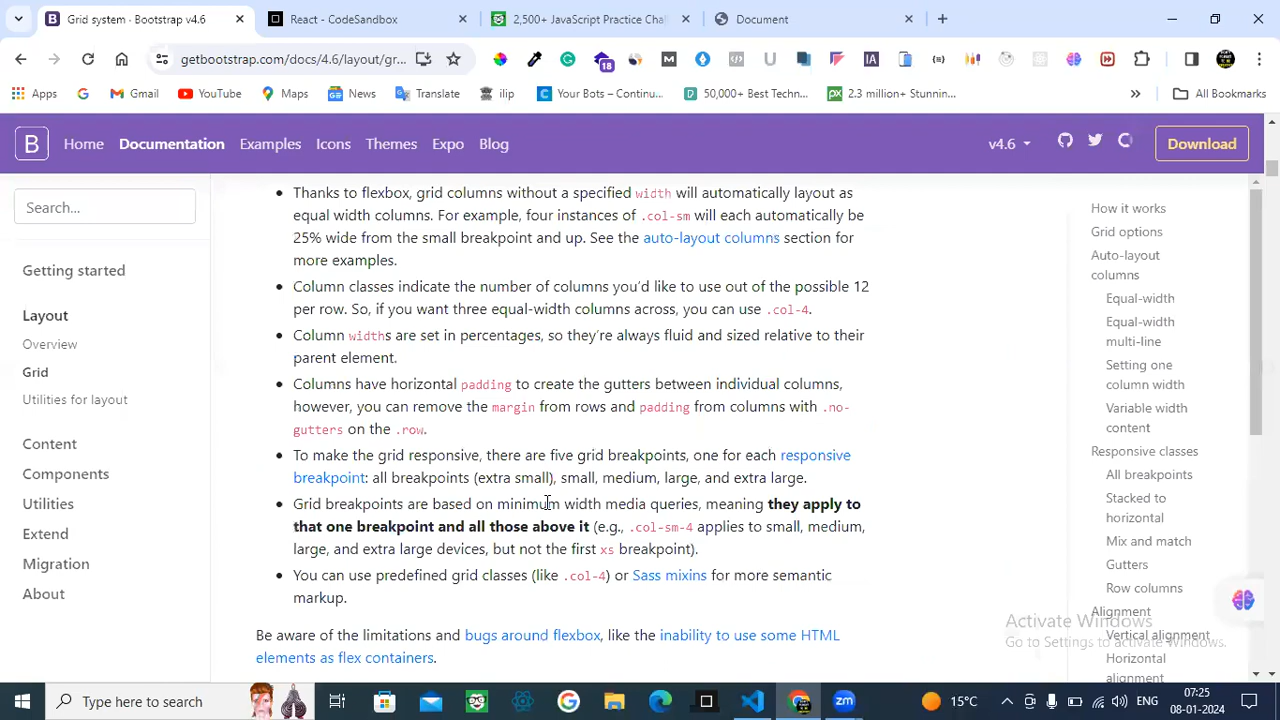 Grid system · Bootstrap v4.6
React - CodeSandbox
2,500+ JavaScript Practice Chal
Document
getbootstrap.com/docs/4.6/layout/gr...
18
Apps
Gmail
YouTube
Maps
News
Translate
ilip
Your Bots – Continu...
50,000+ Best Techn...
2.3 million+ Stunnin...
All Bookmarks
B
Home
Documentation
Examples
Icons
Themes
Expo
Blog
v4.6
Download
Search...
Getting started
Layout
Overview
Grid
Utilities for layout
Content
Components
Utilities
Extend
Migration
About
Thanks to flexbox, grid columns without a specified width will automatically layout as
equal width columns. For example, four instances of .col-sm will each automatically be
25% wide from the small breakpoint and up. See the auto-layout columns section for
more examples.
Column classes indicate the number of columns you'd like to use out of the possible 12
per row. So, if you want three equal-width columns across, you can use .col-4.
Column widths are set in percentages, so they're always fluid and sized relative to their
parent element.
Columns have horizontal padding to create the gutters between individual columns,
however, you can remove the margin from rows and padding from columns with .no-
gutters on the .row.
To make the grid responsive, there are five grid breakpoints, one for each responsive
breakpoint: all breakpoints (extra small), small, medium, large, and extra large.
Grid breakpoints are based on minimum width media queries, meaning they apply to
that one breakpoint and all those above it (e.g., .col-sm-4 applies to small, medium,
large, and extra large devices, but not the first xs breakpoint).
You can use predefined grid classes (like .col-4) or Sass mixins for more semantic
markup.
Be aware of the limitations and bugs around flexbox, like the inability to use some HTML
elements as flex containers.
How it works
Grid options
Auto-layout
columns
Equal-width
Equal-width
multi-line
Setting one
column width
Variable width
content
Responsive classes
All breakpoints
Stacked to
horizontal
Mix and match
Gutters
Row columns
Alignment
Vertical alignment
Horizontal
alignment
Activate Windows
Go to Settings to activate Windows.
Type here to search
15°C
ENG
07:25
08-01-2024